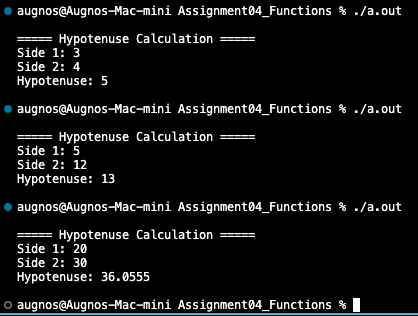 augnos@Augnos-Mac-mini Assignment04_Functions % ./a.out
===== Hypotenuse Calculation =====
Side 1: 3
Side 2: 4
Hypotenuse: 5
augnos@Augnos-Mac-mini Assignment04_Functions % ./a.out
===== Hypotenuse Calculation =====
Side 1: 5
Side 2: 12
Hypotenuse: 13
augnos@Augnos-Mac-mini Assignment04_Functions % ./a.out
===== Hypotenuse Calculation =====
Side 1: 20
Side 2: 30
Hypotenuse: 36.0555
augnos@Augnos-Mac-mini Assignment04_Functions %